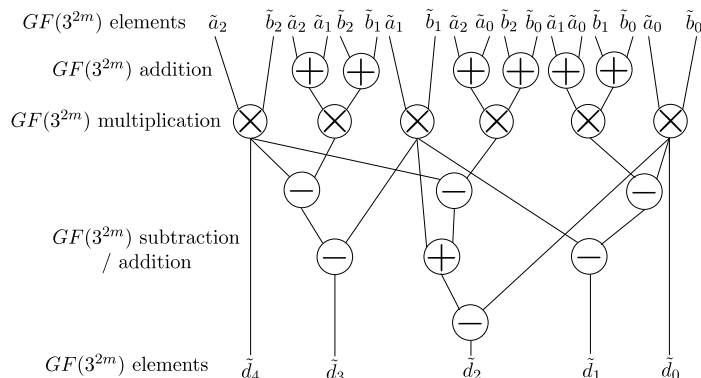 GF(3^{2m}) elements ã₂ b̃₂ ã₂ ã₁ b̃₂ b̃₁ ã₁ b̃₁ ã₂ ã₀ b̃₂ b̃₀ ã₁ ã₀ b̃₁ b̃₀ ã₀ b̃₀
GF(3^{2m}) addition + + + + + +
GF(3^{2m}) multiplication × × × × × ×
− − −
GF(3^{2m}) subtraction
/ addition − + −
−
GF(3^{2m}) elements d̃₄ d̃₃ d̃₂ d̃₁ d̃₀